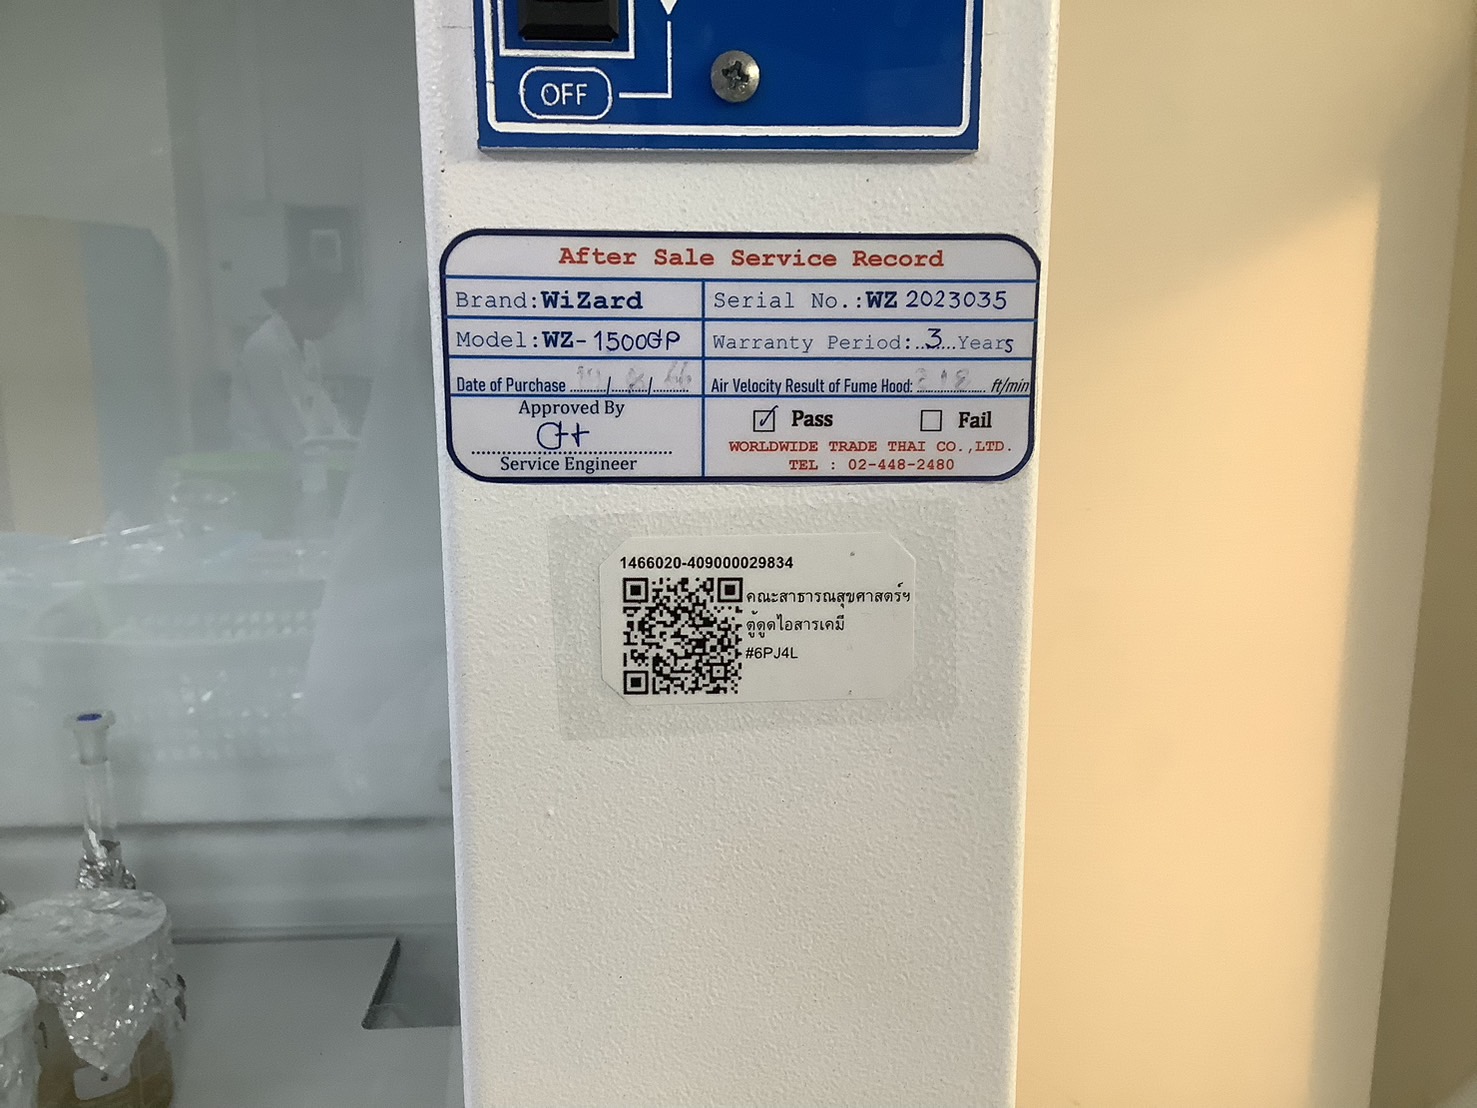 OFF
After Sale Service Record
Brand:WiZard
Serial No.:WZ 2023035
Model:WZ-1500GP
Warranty Period:...3...Years
Date of Purchase
Air Velocity Result of Fume Hood: ft/min
Approved By
Service Engineer
Pass
Fail
WORLDWIDE TRADE THAI CO.,LTD.
TEL : 02-448-2480
1466020-409000029834
คณะสาธารณสุขศาสตร์ฯ
ตู้ดูดไอสารเคมี
#6PJ4L